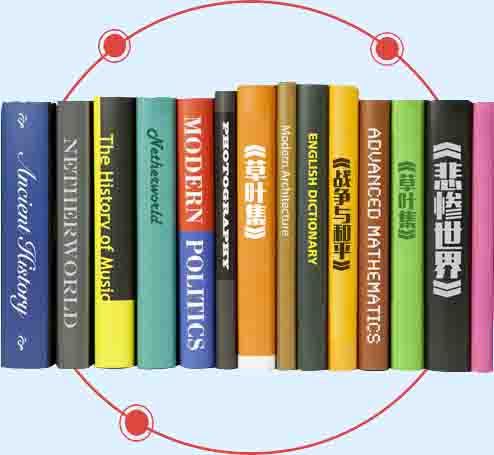 Ancient History
NETHERWORLD
The History of Music
Netherworld
MODERN POLITICS
PHOTOGRAPHY
《草叶集》
Modern Architecture
ENGLISH DICTIONARY
《战争与和平》
ADVANCED MATHEMATICS
《草叶集》
《悲惨世界》